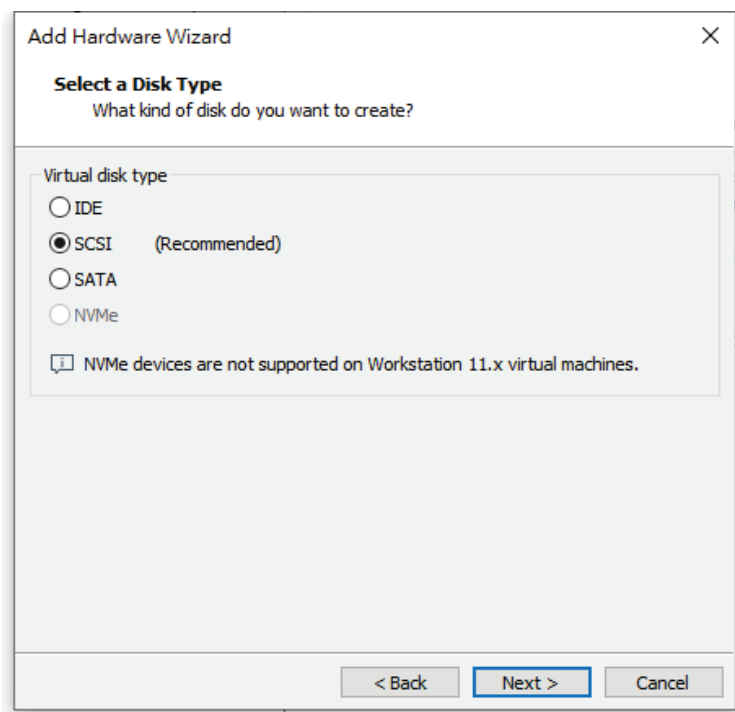 Add Hardware Wizard
Select a Disk Type
What kind of disk do you want to create?
Virtual disk type
IDE
SCSI (Recommended)
SATA
NVMe
NVMe devices are not supported on Workstation 11.x virtual machines.
< Back Next > Cancel